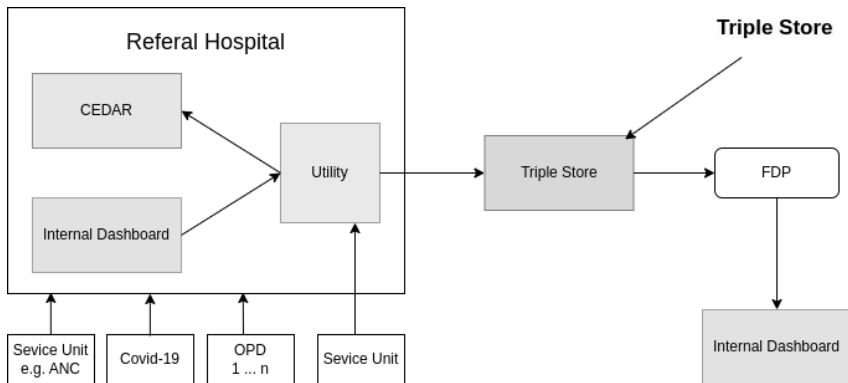 Referal Hospital
Triple Store
CEDAR
Utility
Triple Store
FDP
Internal Dashboard
Sevice Unit
e.g. ANC
Covid-19
OPD
1 ... n
Sevice Unit
Internal Dashboard